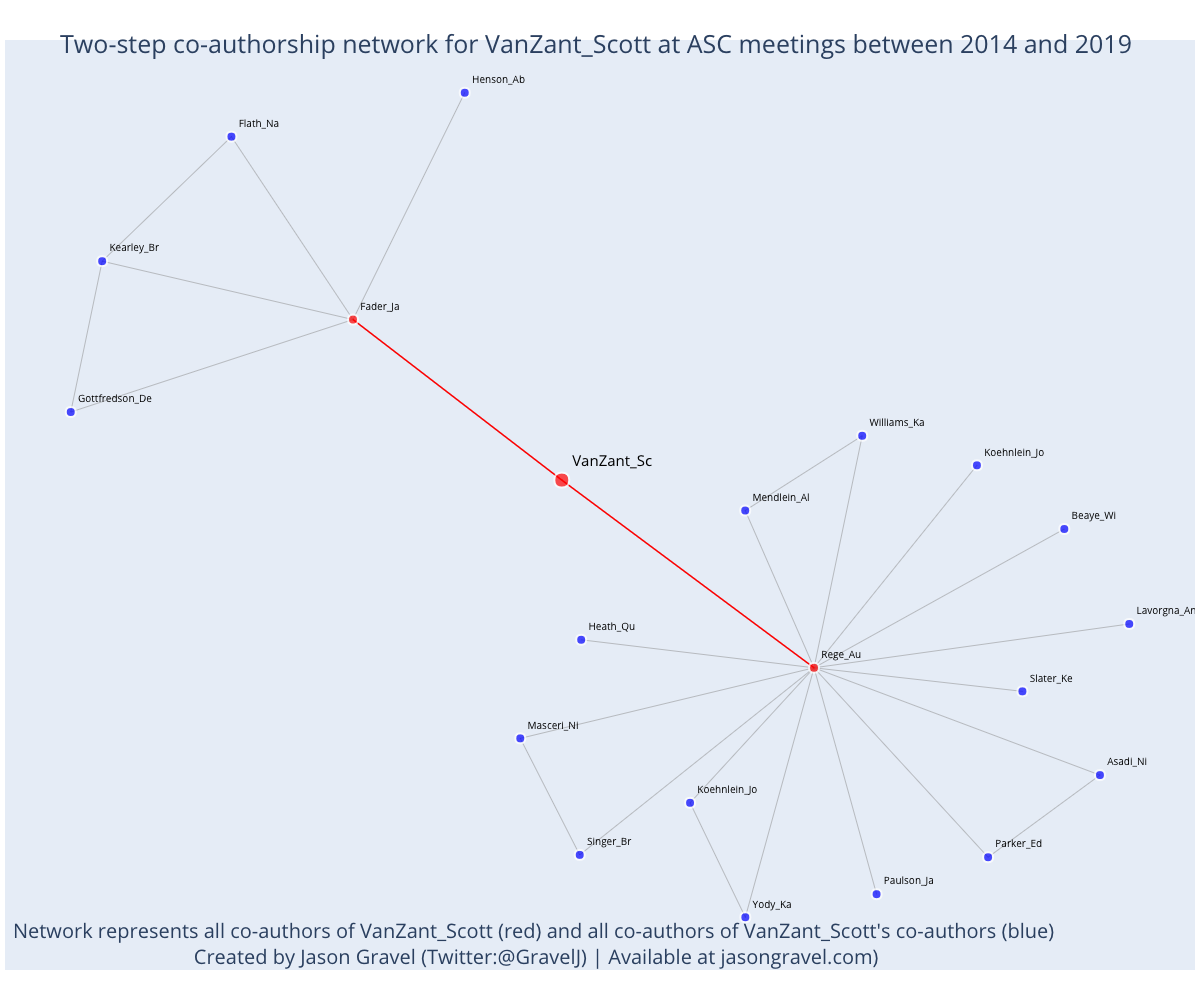 Two-step co-authorship network for VanZant_Scott at ASC meetings between 2014 and 2019
Henson_Ab
Flath_Na
Kearley_Br
Fader_Ja
Gottfredson_De
Williams_Ka
Koehnlein_Jo
VanZant_Sc
Mendlein_Al
Beaye_Wi
Lavorgna_An
Heath_Qu
Rege_Au
Slater_Ke
Masceri_Ni
Asadi_Ni
Koehnlein_Jo
Singer_Br
Parker_Ed
Paulson_Ja
Yody_Ka
Network represents all co-authors of VanZant_Scott (red) and all co-authors of VanZant_Scott's co-authors (blue)
Created by Jason Gravel (Twitter:@GravelJ) | Available at jasongravel.com)